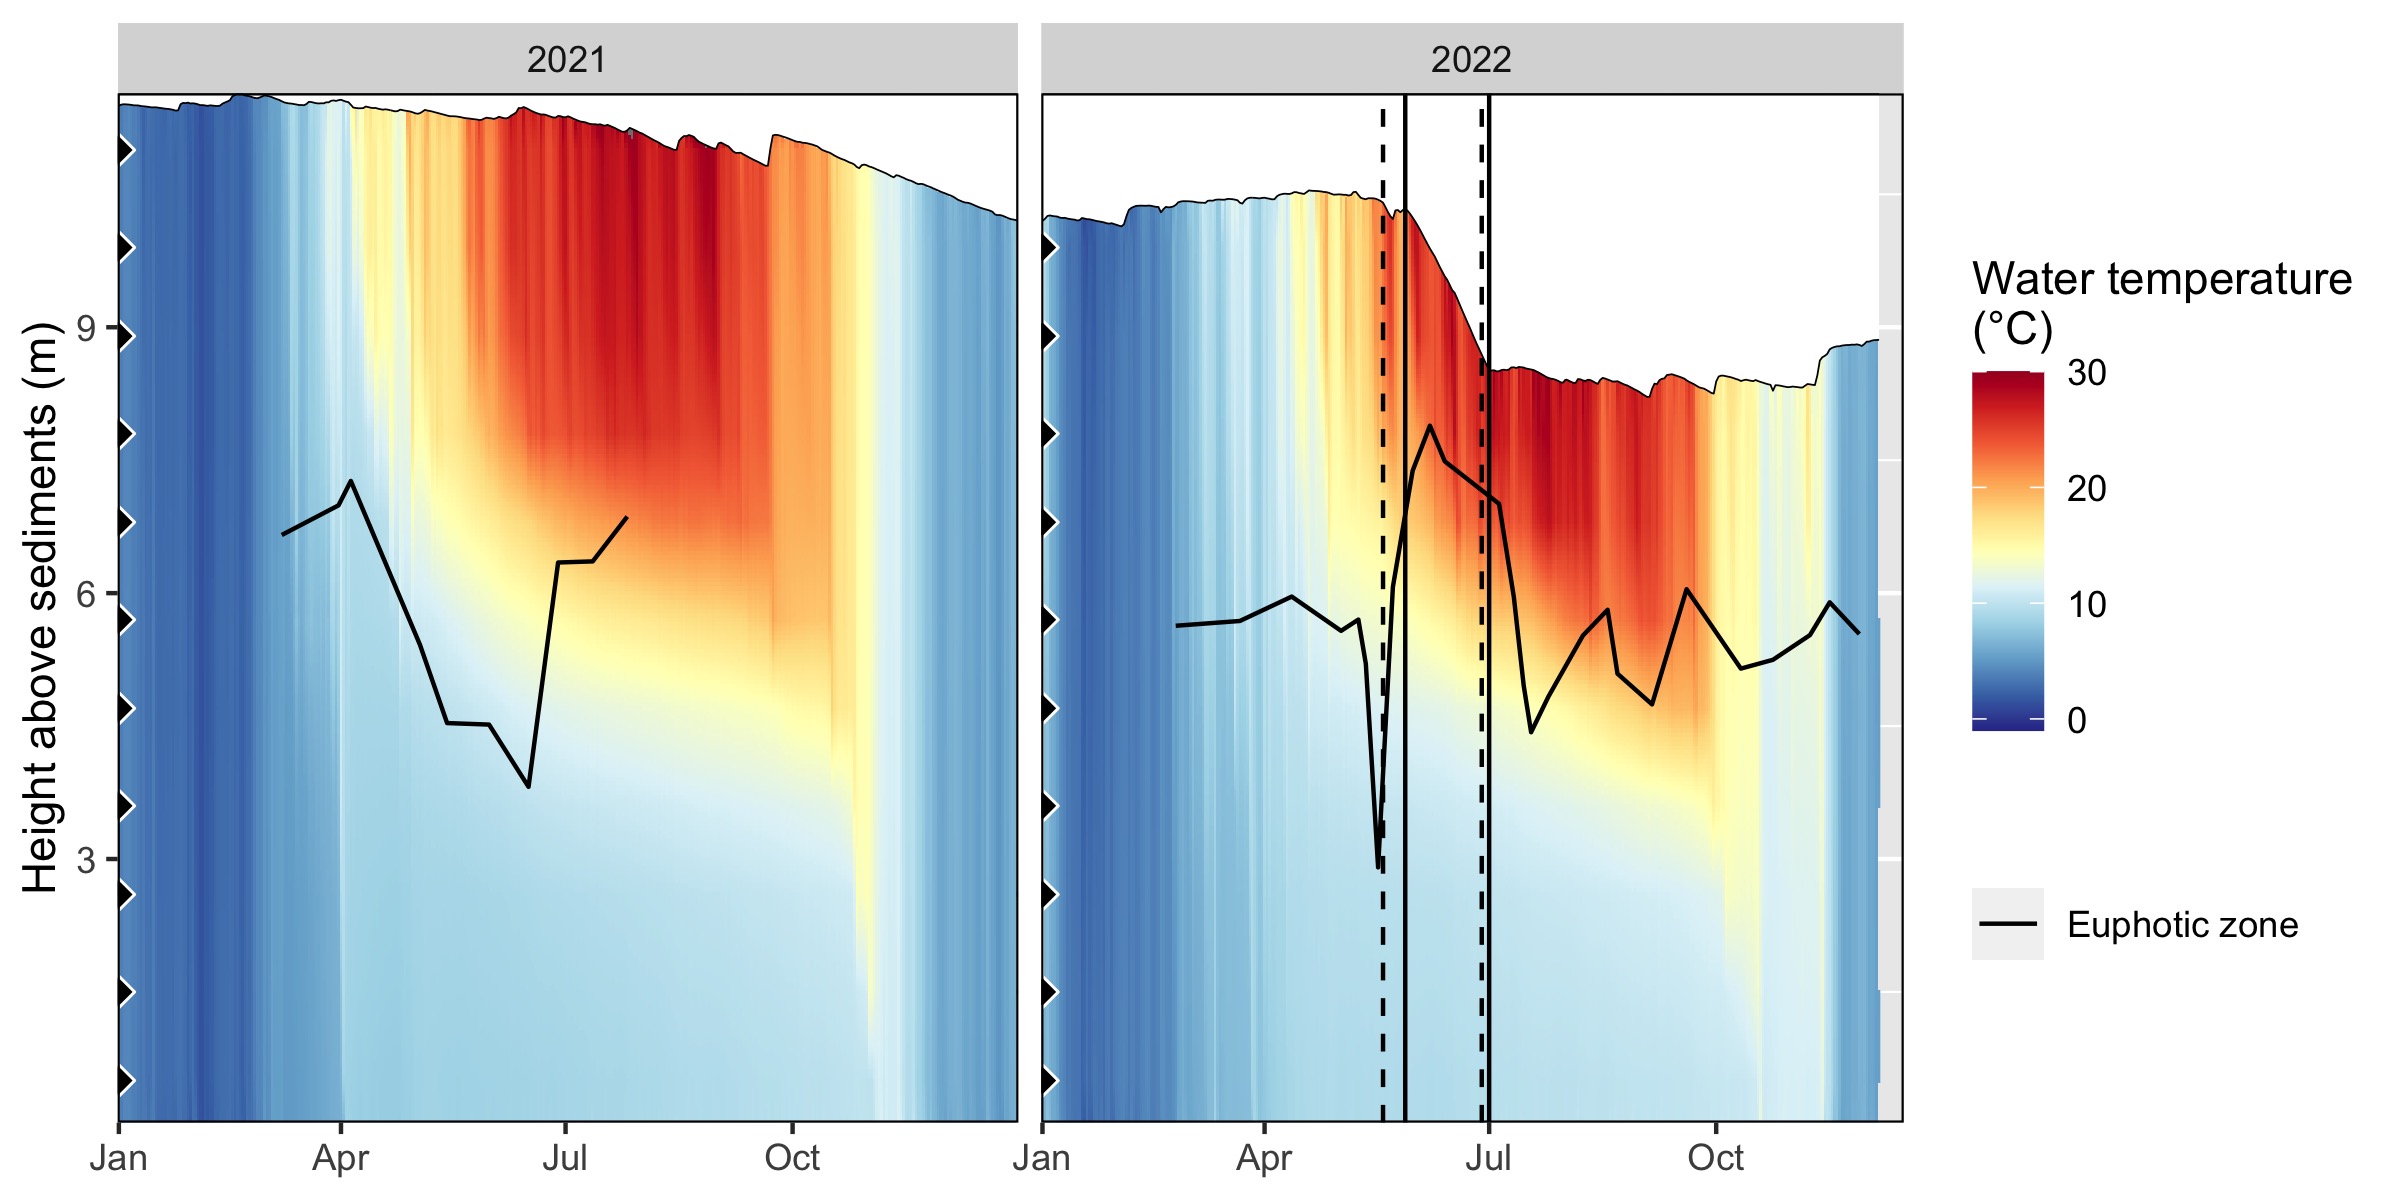 2021
2022
Height above sediments (m)
9
6
3
Jan
Apr
Jul
Oct
Jan
Apr
Jul
Oct
Water temperature
(°C)
30
20
10
0
Euphotic zone